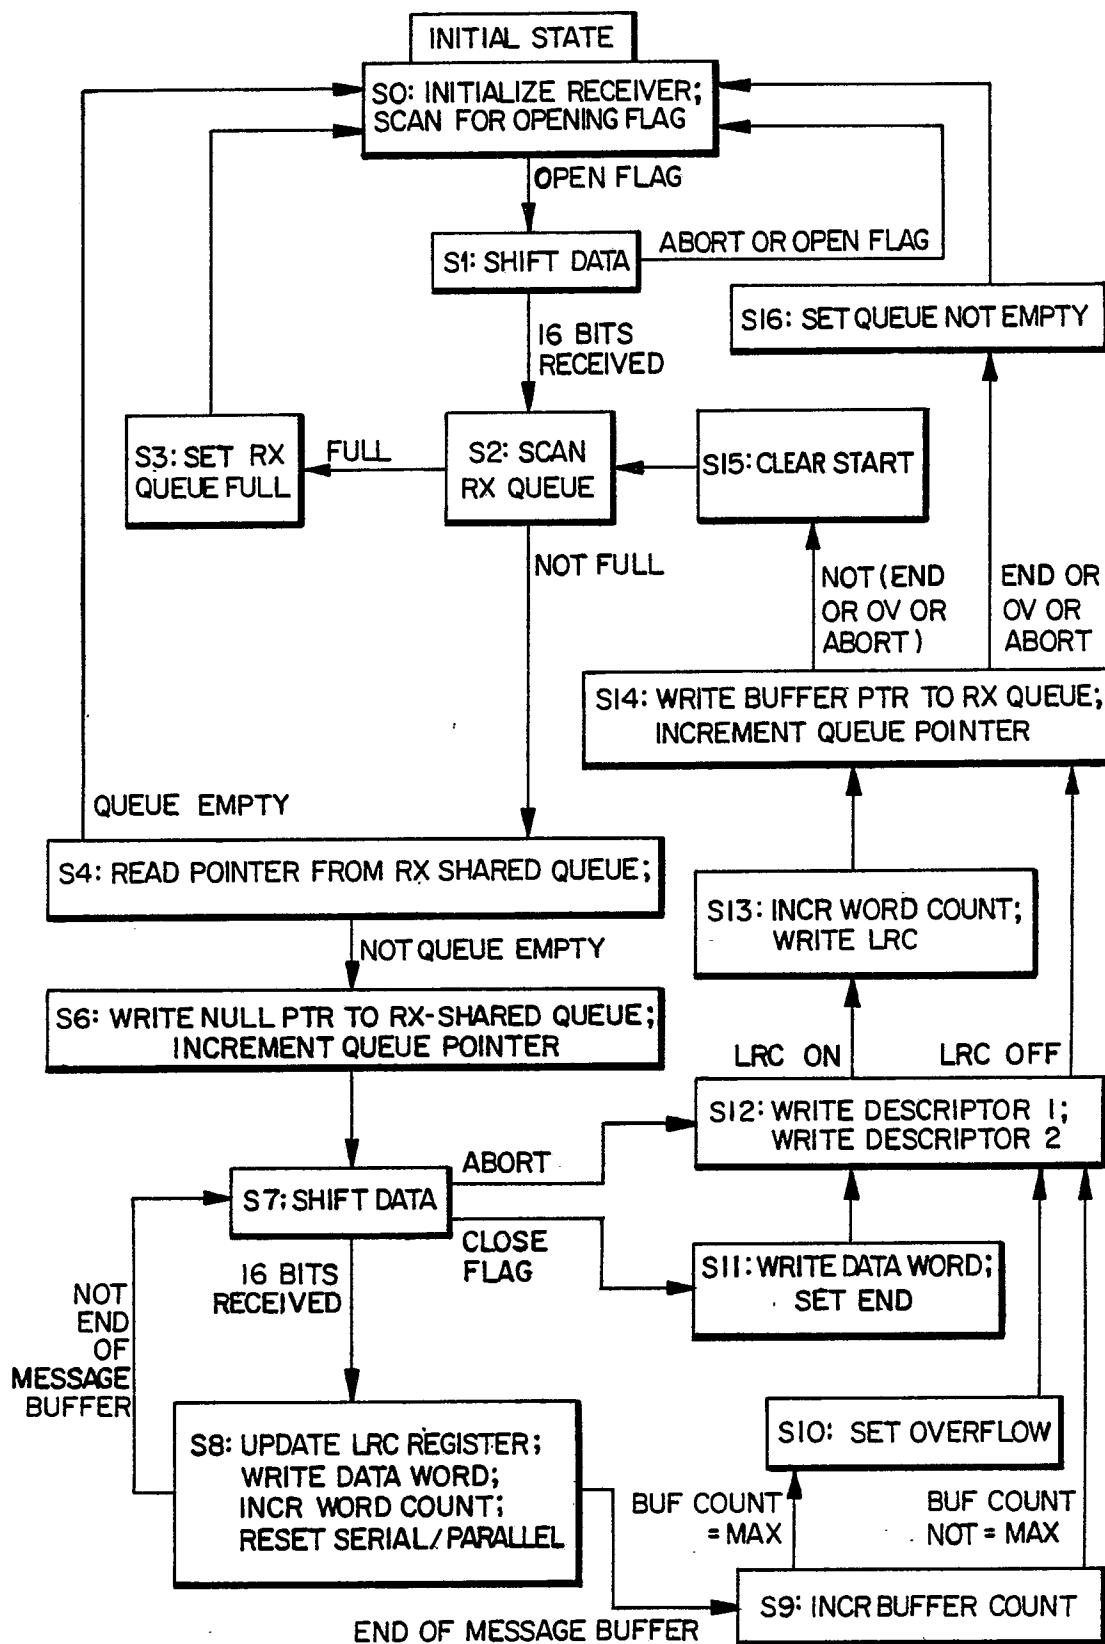 INITIAL STATE
S0: INITIALIZE RECEIVER;
SCAN FOR OPENING FLAG
OPEN FLAG
S1: SHIFT DATA
ABORT OR OPEN FLAG
S16: SET QUEUE NOT EMPTY
16 BITS
RECEIVED
S3: SET RX
QUEUE FULL
FULL
S2: SCAN
RX QUEUE
S15: CLEAR START
NOT FULL
NOT (END
OR OV OR
ABORT)
END OR
OV OR
ABORT
S14: WRITE BUFFER PTR TO RX QUEUE;
INCREMENT QUEUE POINTER
QUEUE EMPTY
S4: READ POINTER FROM RX SHARED QUEUE;
S13: INCR WORD COUNT;
WRITE LRC
NOT QUEUE EMPTY
S6: WRITE NULL PTR TO RX-SHARED QUEUE;
INCREMENT QUEUE POINTER
LRC ON
LRC OFF
S12: WRITE DESCRIPTOR 1;
WRITE DESCRIPTOR 2
ABORT
S7; SHIFT DATA
CLOSE
FLAG
S11: WRITE DATA WORD;
SET END
16 BITS
RECEIVED
NOT
END
OF
MESSAGE
BUFFER
S8: UPDATE LRC REGISTER;
WRITE DATA WORD;
INCR WORD COUNT;
RESET SERIAL/PARALLEL
S10: SET OVERFLOW
BUF COUNT
=MAX
BUF COUNT
NOT = MAX
S9: INCR BUFFER COUNT
END OF MESSAGE BUFFER